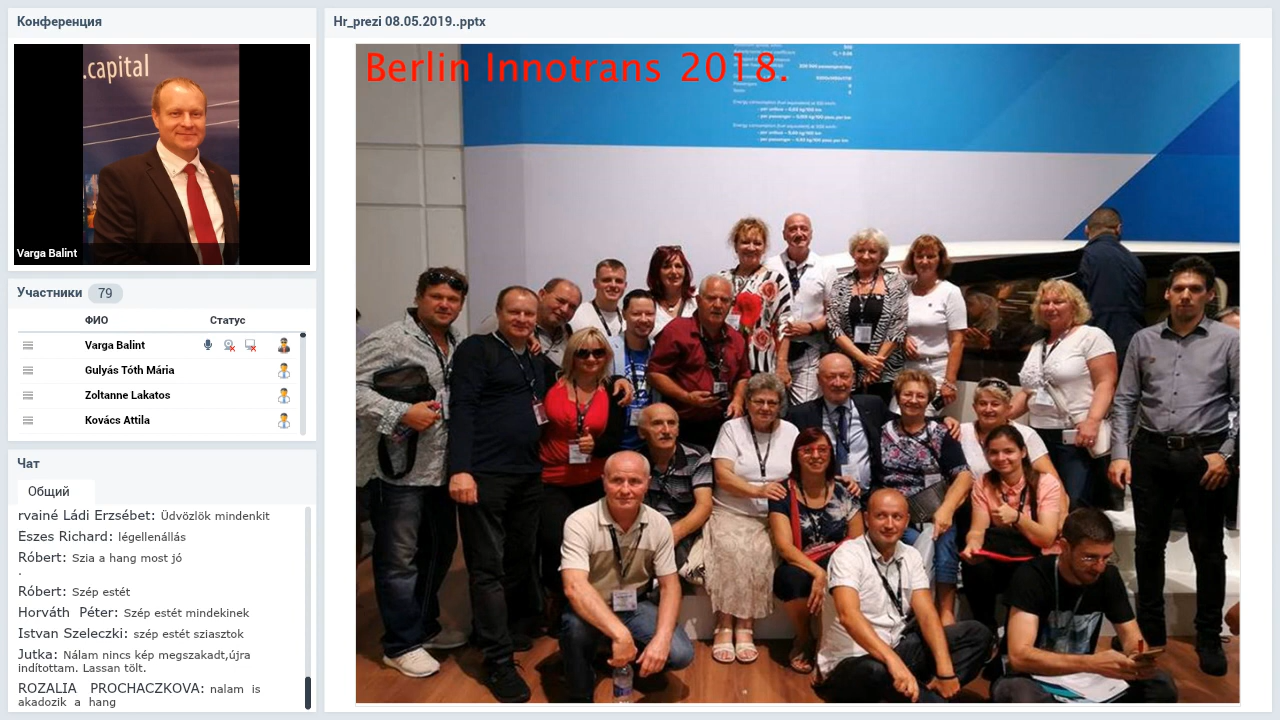 Конференция
Hr_prezi 08.05.2019..pptx
.capital
Varga Balint
Berlin Innotrans 2018.
Участники 79
ФИО Статус
Varga Balint
Gulyás Tóth Mária
Zoltanne Lakatos
Kovács Attila
Чат
Общий
rvainé Ládi Erzsébet: Üdvözlök mindenkit
Eszes Richard: légellenállás
Róbert: Szia a hang most jó
.
Róbert: Szép estét
Horváth Péter: Szép estét mindekinek
Istvan Szeleczki: szép estét sziasztok
Jutka: Nálam nincs kép megszakadt,újra
inditottam. Lassan tölt.
ROZALIA PROCHACZKOVA: nalam is
akadozik a hang